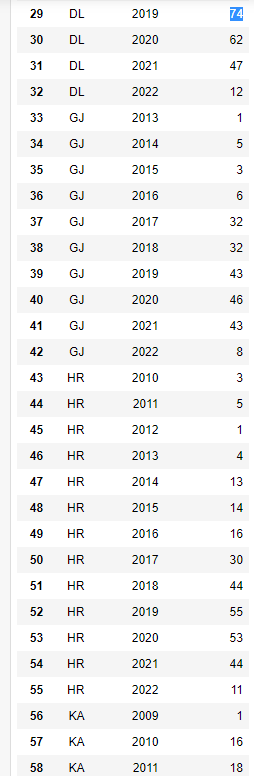 29 DL 2019 74
30 DL 2020 62
31 DL 2021 47
32 DL 2022 12
33 GJ 2013 1
34 GJ 2014 5
35 GJ 2015 3
36 GJ 2016 6
37 GJ 2017 32
38 GJ 2018 32
39 GJ 2019 43
40 GJ 2020 46
41 GJ 2021 43
42 GJ 2022 8
43 HR 2010 3
44 HR 2011 5
45 HR 2012 1
46 HR 2013 4
47 HR 2014 13
48 HR 2015 14
49 HR 2016 16
50 HR 2017 30
51 HR 2018 44
52 HR 2019 55
53 HR 2020 53
54 HR 2021 44
55 HR 2022 11
56 KA 2009 1
57 KA 2010 16
58 KA 2011 18